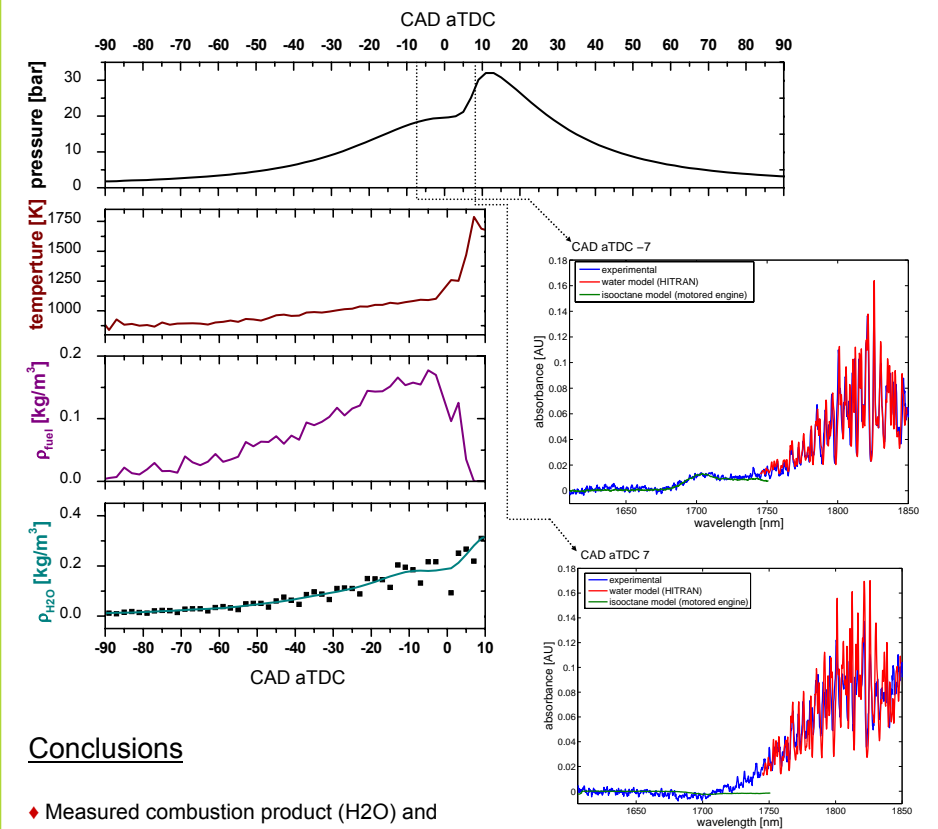 CAD aTDC
-90 -80 -70 -60 -50 -40 -30 -20 -10 0 10 20 30 40 50 60 70 80 90
pressure [bar]
30
20
10
0
temperture [K]
1750
1500
1250
1000
ρfuel [kg/m3]
0.2
0.1
0.0
ρH2O [kg/m3]
0.4
0.2
0.0
-90 -80 -70 -60 -50 -40 -30 -20 -10 0 10
CAD aTDC
CAD aTDC −7
experimental
water model (HITRAN)
isooctane model (motored engine)
absorbance [AU]
0.18
0.16
0.14
0.12
0.1
0.08
0.06
0.04
0.02
0
1650 1700 1750 1800 1850
wavelength [nm]
CAD aTDC 7
experimental
water model (HITRAN)
isooctane model (motored engine)
absorbance [AU]
0.18
0.16
0.14
0.12
0.1
0.08
0.06
0.04
0.02
0
1650 1700 1750 1800 1850
wavelength [nm]
Conclusions
♦ Measured combustion product (H2O) and